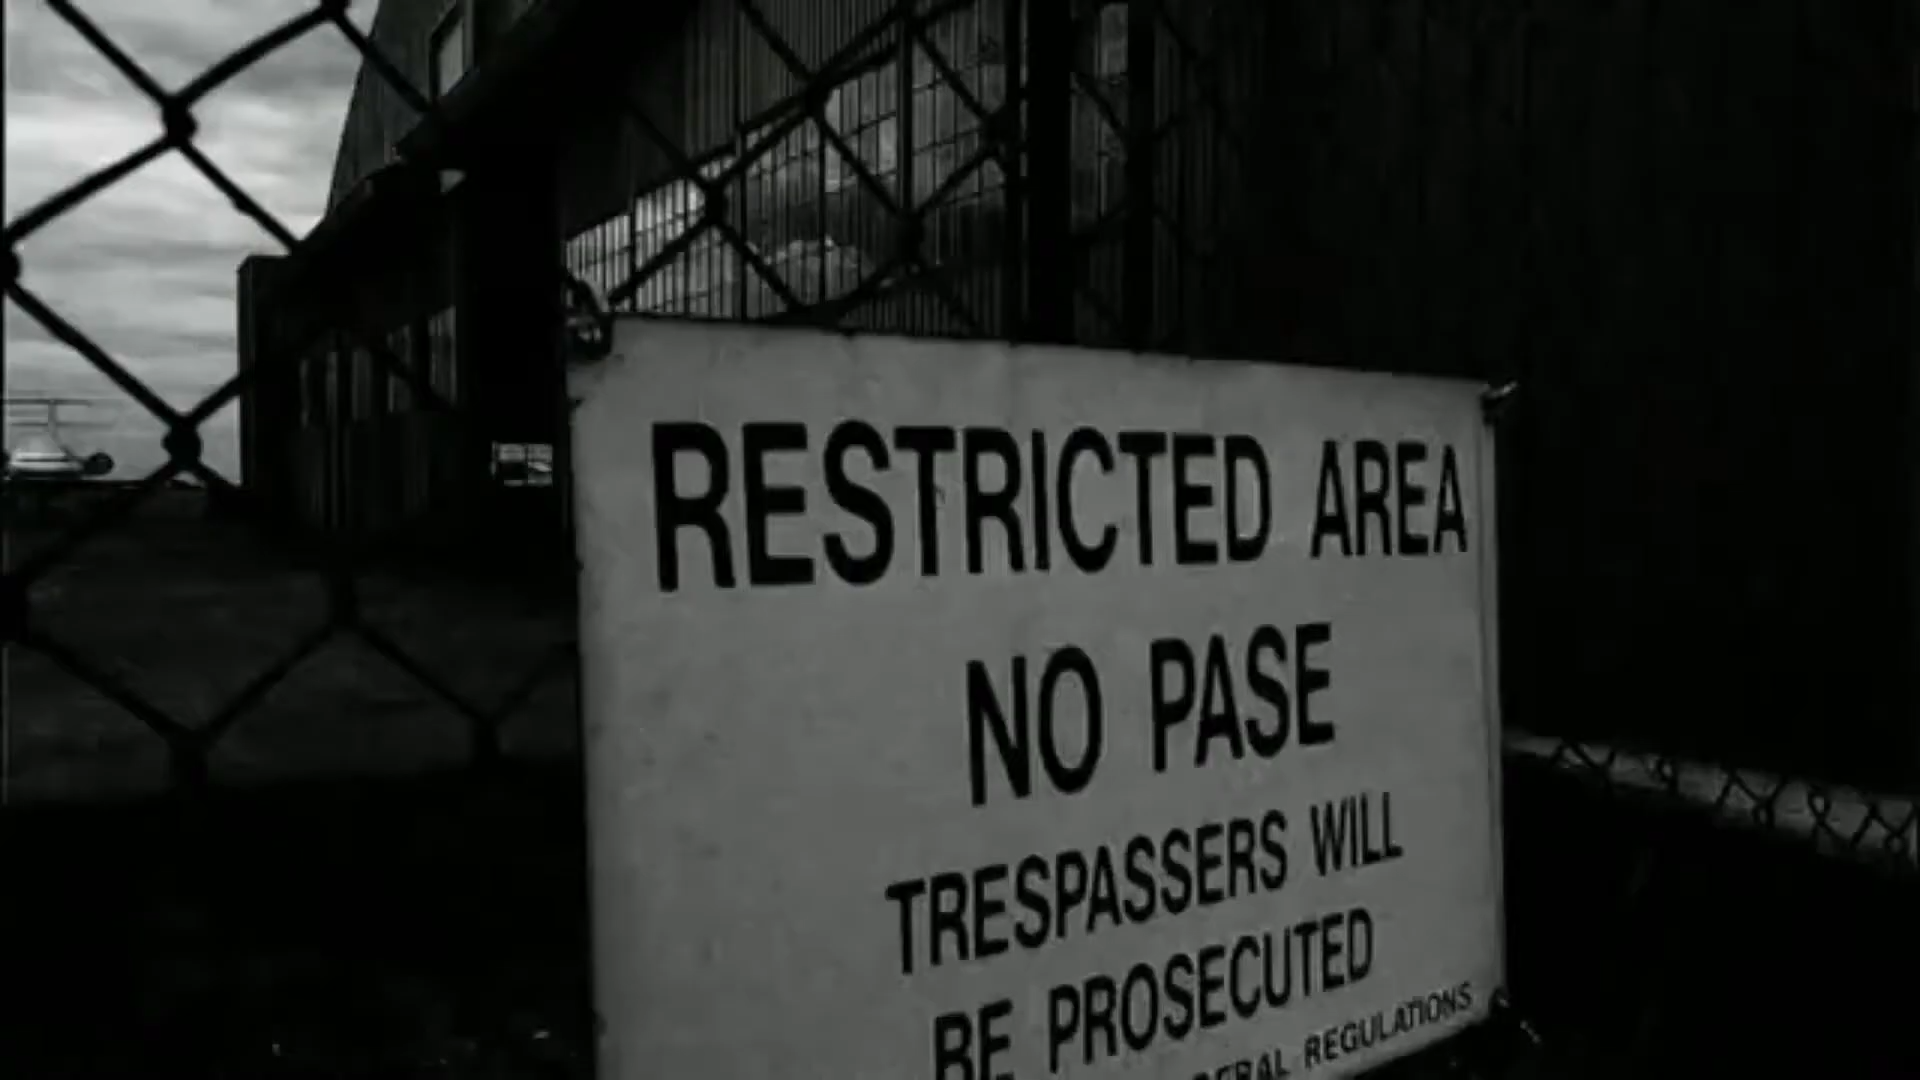 RESTRICTED AREA
NO PASE
TRESPASSERS WILL
BE PROSECUTED
REGULATIONS